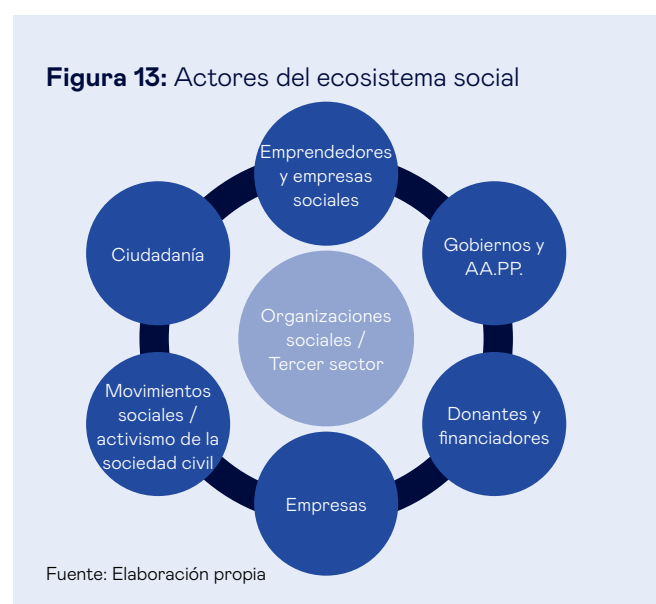 Figura 13: Actores del ecosistema social
Emprendedores
y empresas
sociales
Gobiernos y
AA.PP.
Donantes y
financiadores
Empresas
Movimientos
sociales /
activismo de la
sociedad civil
Ciudadanía
Organizaciones
sociales /
Tercer sector
Fuente: Elaboración propia